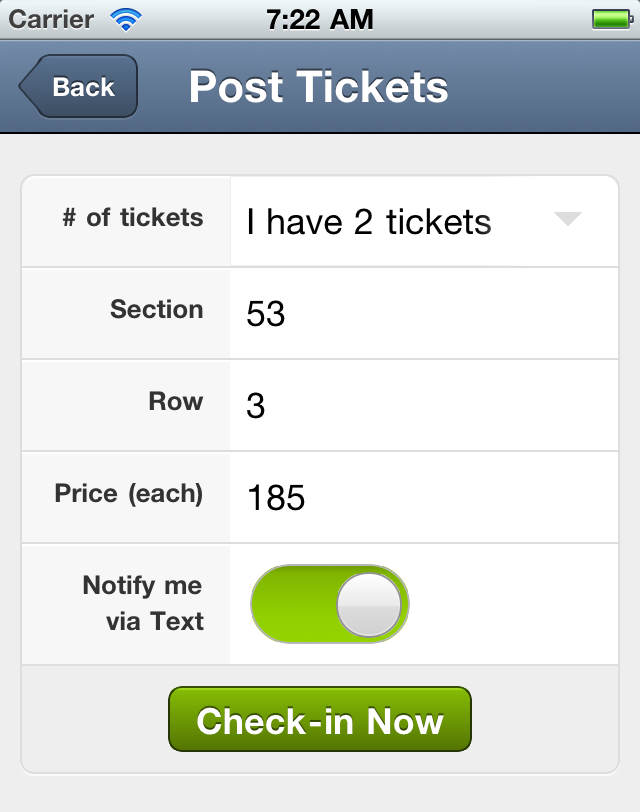 Carrier 7:22 AM
Back Post Tickets
# of tickets I have 2 tickets
Section 53
Row 3
Price (each) 185
Notify me
via Text
Check-in Now